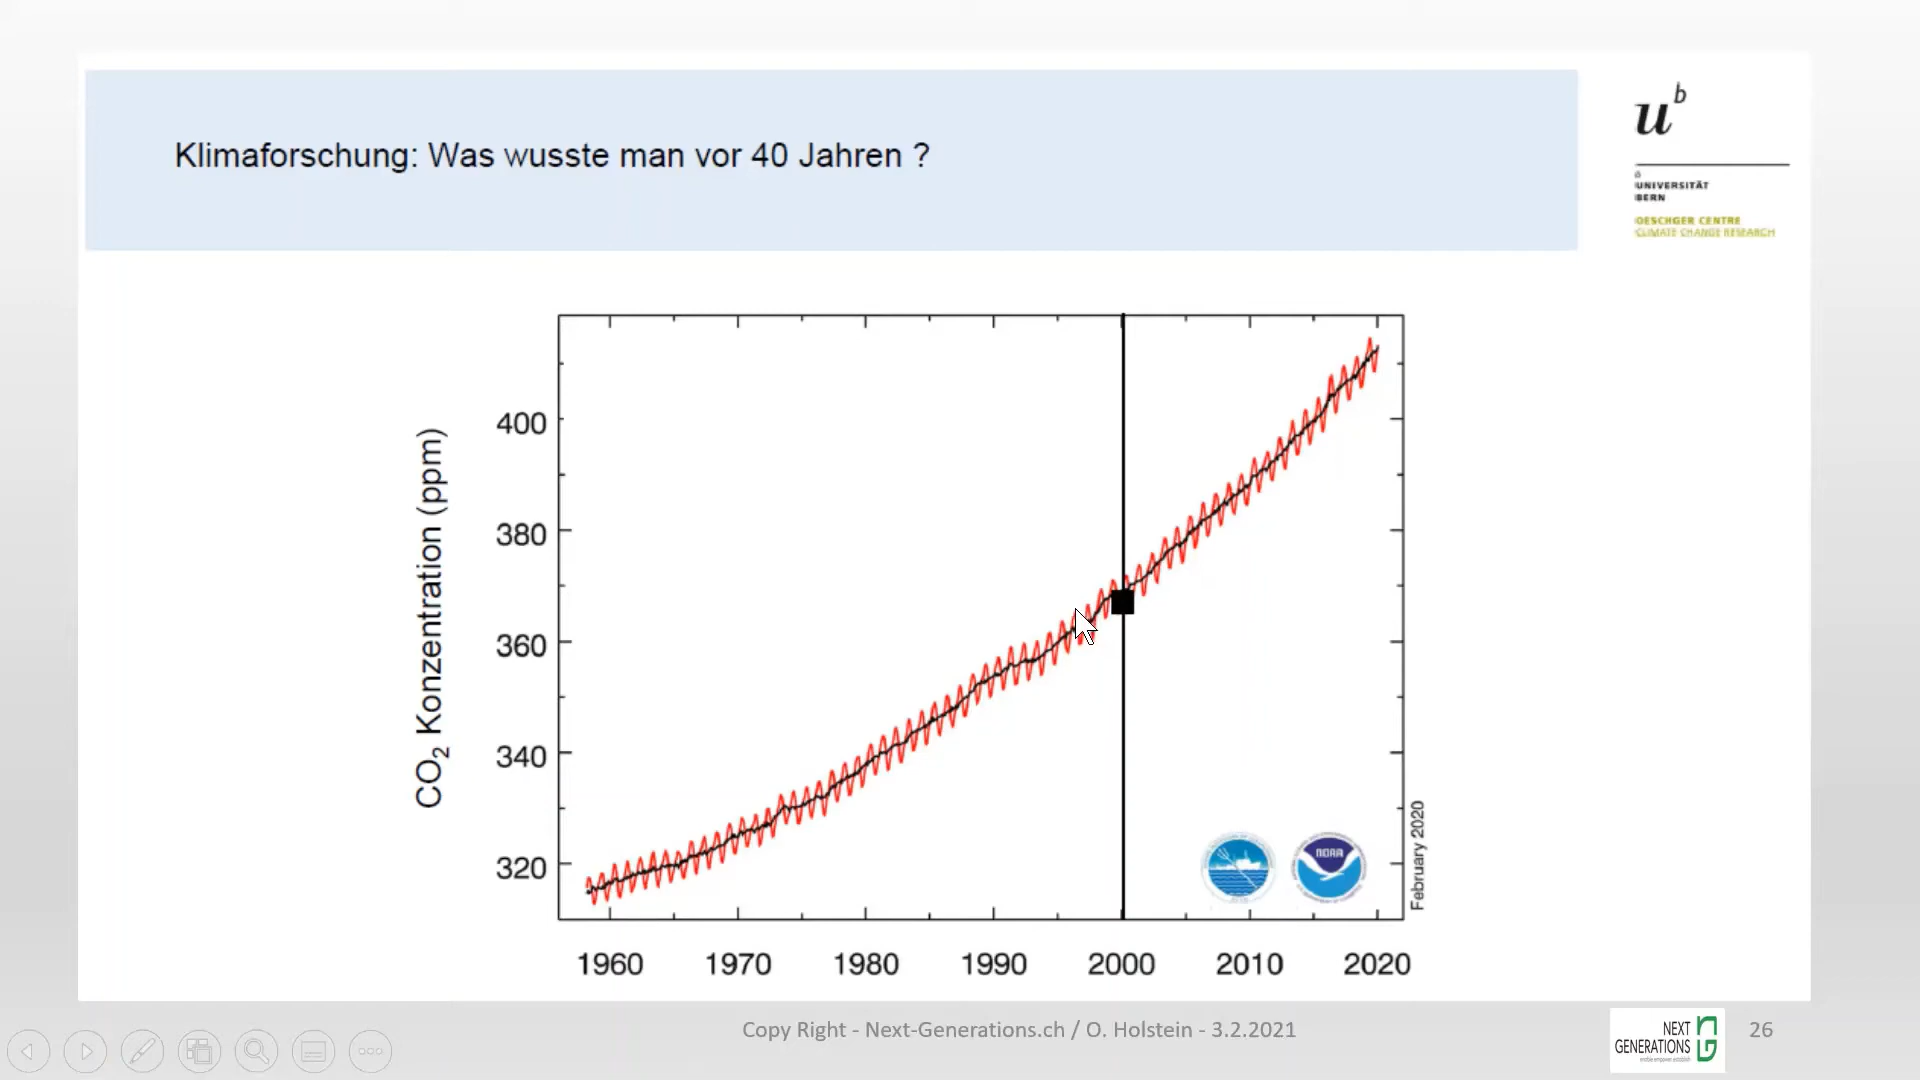 Klimaforschung: Was wusste man vor 40 Jahren ?
u b
UNIVERSITÄT
BERN
OESCHGER CENTRE
CLIMATE CHANGE RESEARCH
CO2 Konzentration (ppm)
400
380
360
340
320
1960 1970 1980 1990 2000 2010 2020
NOAA
February 2020
Copy Right - Next-Generations.ch / O. Holstein - 3.2.2021
NEXT
GENERATIONS
26